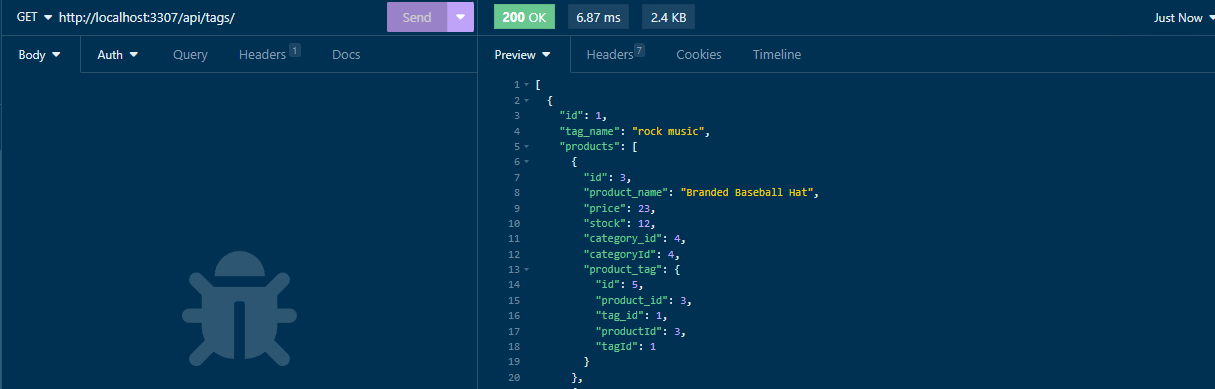 GET http://localhost:3307/api/tags/ Send 200 OK 6.87 ms 2.4 KB Just Now
Body Auth Query Headers 1 Docs Preview Headers 7 Cookies Timeline
1 [
2 {
3 "id": 1,
4 "tag_name": "rock music",
5 "products": [
6 {
7 "id": 3,
8 "product_name": "Branded Baseball Hat",
9 "price": 23,
10 "stock": 12,
11 "category_id": 4,
12 "categoryId": 4,
13 "product_tag": {
14 "id": 5,
15 "product_id": 3,
16 "tag_id": 1,
17 "productId": 3,
18 "tagId": 1
19 }
20 },